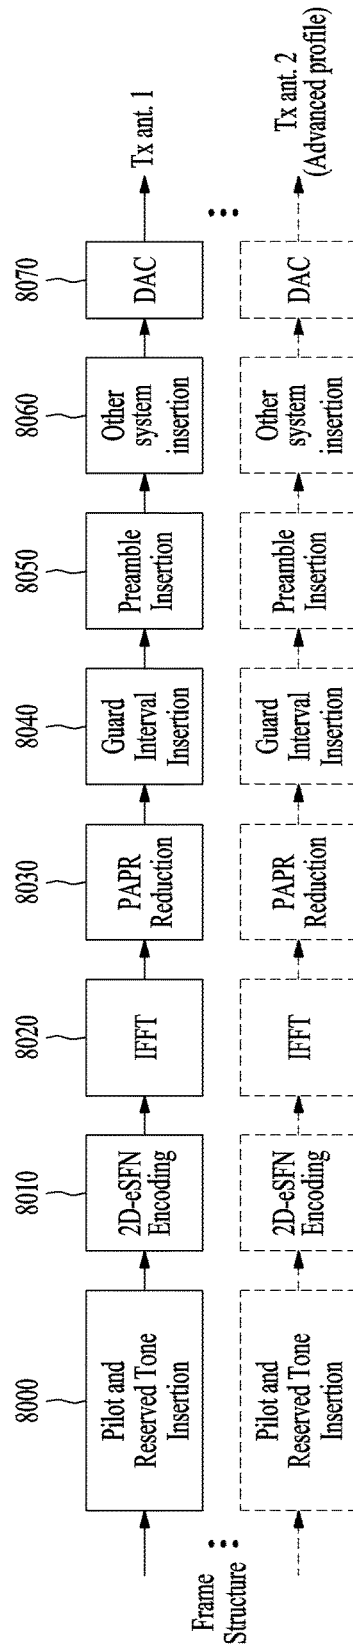 8000
8010
8020
8030
8040
8050
8060
8070
Frame
Structure
Pilot and
Reserved Tone
Insertion
2D-eSFN
Encoding
IFFT
PAPR
Reduction
Guard
Interval
Insertion
Preamble
Insertion
Other
system
insertion
DAC
Tx ant. 1
Pilot and
Reserved Tone
Insertion
2D-eSFN
Encoding
IFFT
PAPR
Reduction
Guard
Interval
Insertion
Preamble
Insertion
Other
system
insertion
DAC
Tx ant. 2
(Advanced profile)